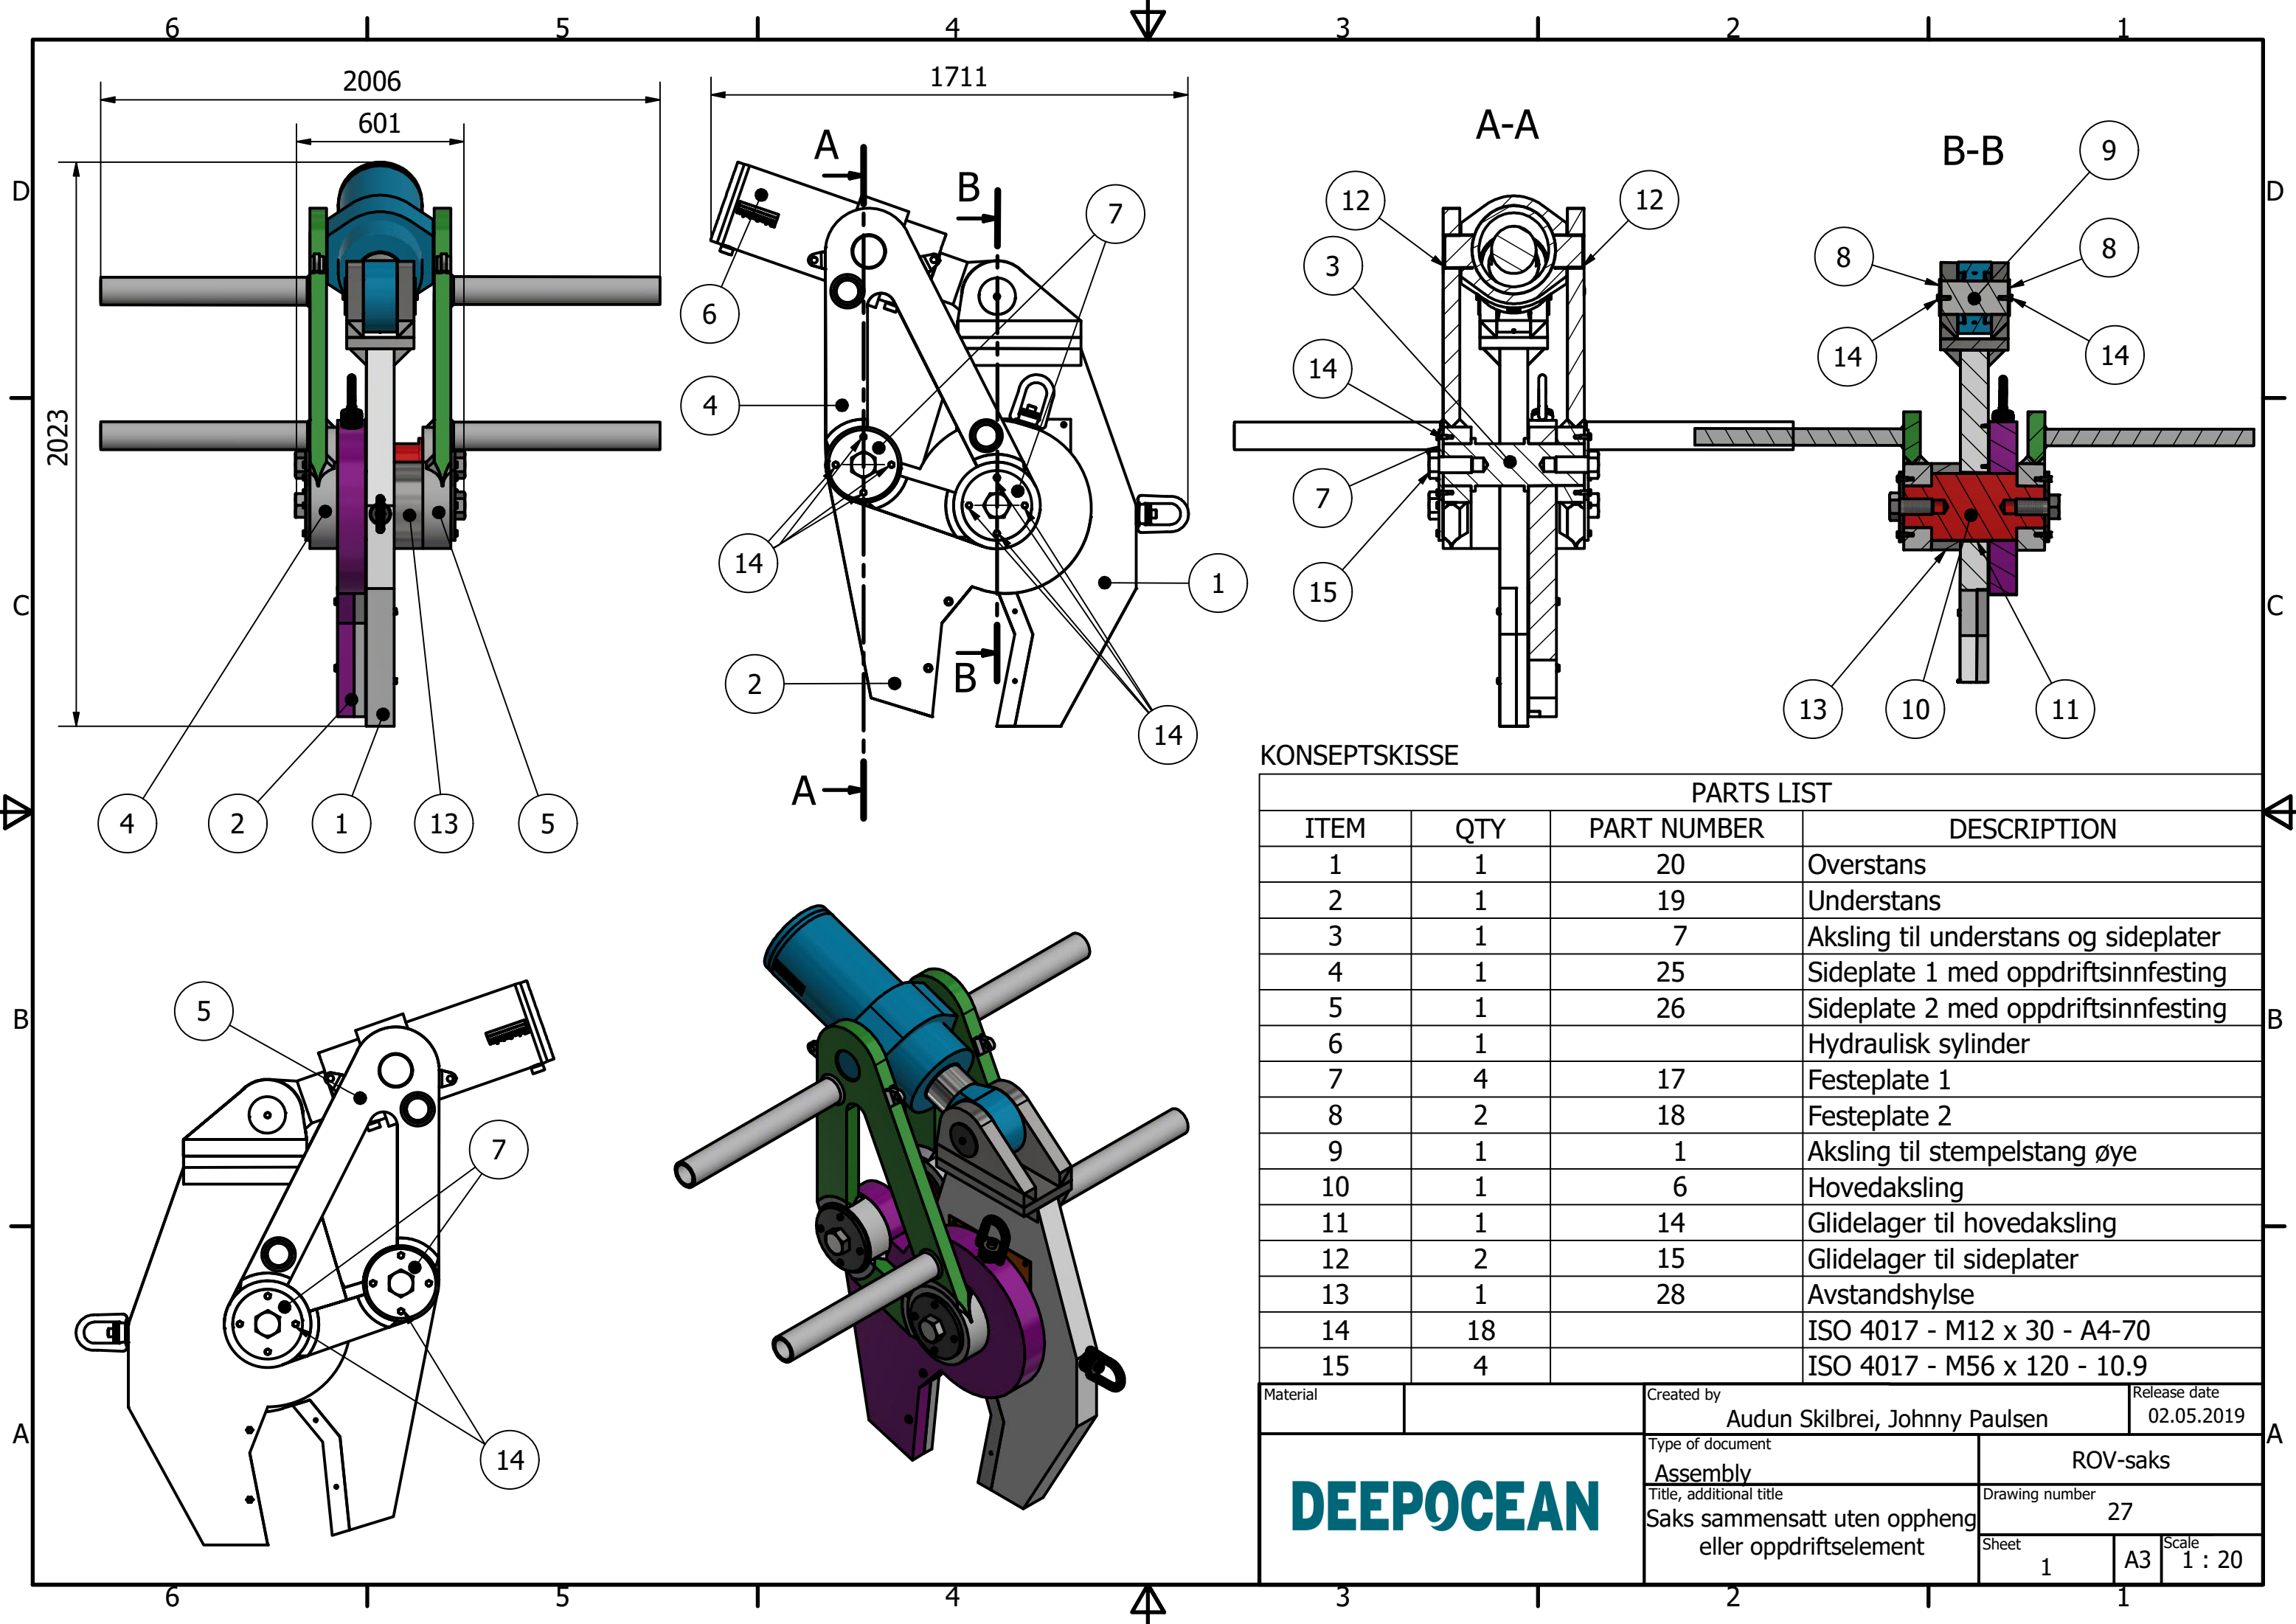 6 5 4 3 2 1
2006
1711
601
2023
A
A
B
B
A-A
B-B
D
C
B
A
D
C
B
A
6
4
7
14
2
1
14
4
2
1
13
5
12
12
3
14
7
15
9
8
8
14
14
13
10
11
5
7
14
KONSEPTSKISSE
PARTS LIST
ITEM QTY PART NUMBER DESCRIPTION
1 1 20 Overstans
2 1 19 Understans
3 1 7 Aksling til understans og sideplater
4 1 25 Sideplate 1 med oppdriftsinnfesting
5 1 26 Sideplate 2 med oppdriftsinnfesting
6 1 Hydraulisk sylinder
7 4 17 Festeplate 1
8 2 18 Festeplate 2
9 1 1 Aksling til stempelstang øye
10 1 6 Hovedaksling
11 1 14 Glidelager til hovedaksling
12 2 15 Glidelager til sideplater
13 1 28 Avstandshylse
14 18 ISO 4017 - M12 x 30 - A4-70
15 4 ISO 4017 - M56 x 120 - 10.9
Material
Created by
Audun Skilbrei, Johnny Paulsen
Release date
02.05.2019
Type of document
Assembly
ROV-saks
Title, additional title
Saks sammensatt uten oppheng
eller oppdriftselement
Drawing number
27
Sheet
1
A3
Scale
1 : 20
DEEPOCEAN
6 5 4 3 2 1